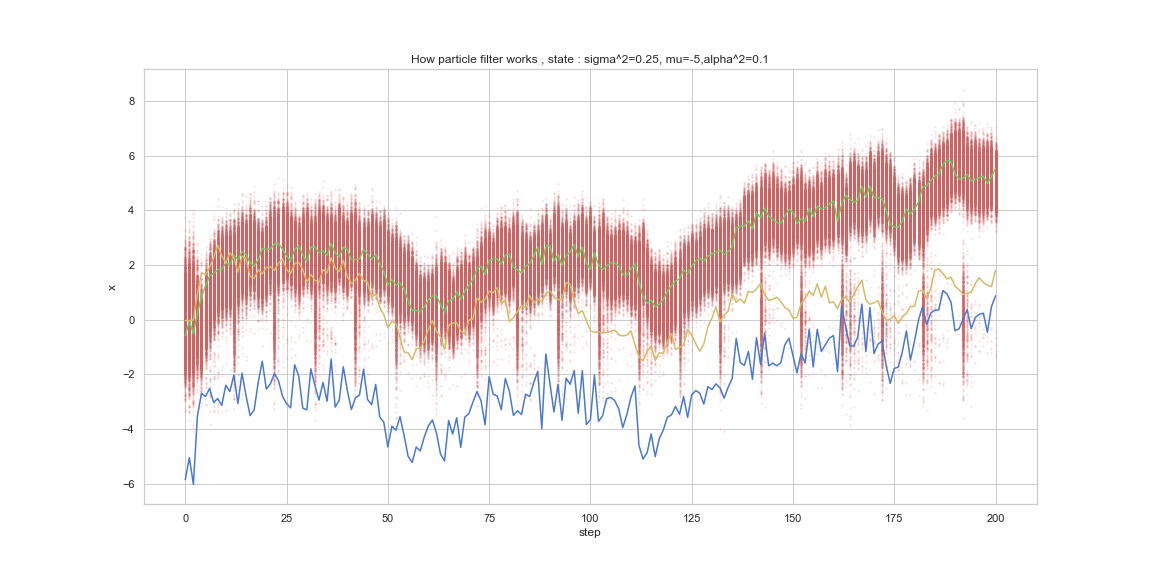 How particle filter works , state : sigma^2=0.25, mu=-5,alpha^2=0.1
8
6
4
2
0
−2
−4
−6
x
0 25 50 75 100 125 150 175 200
step